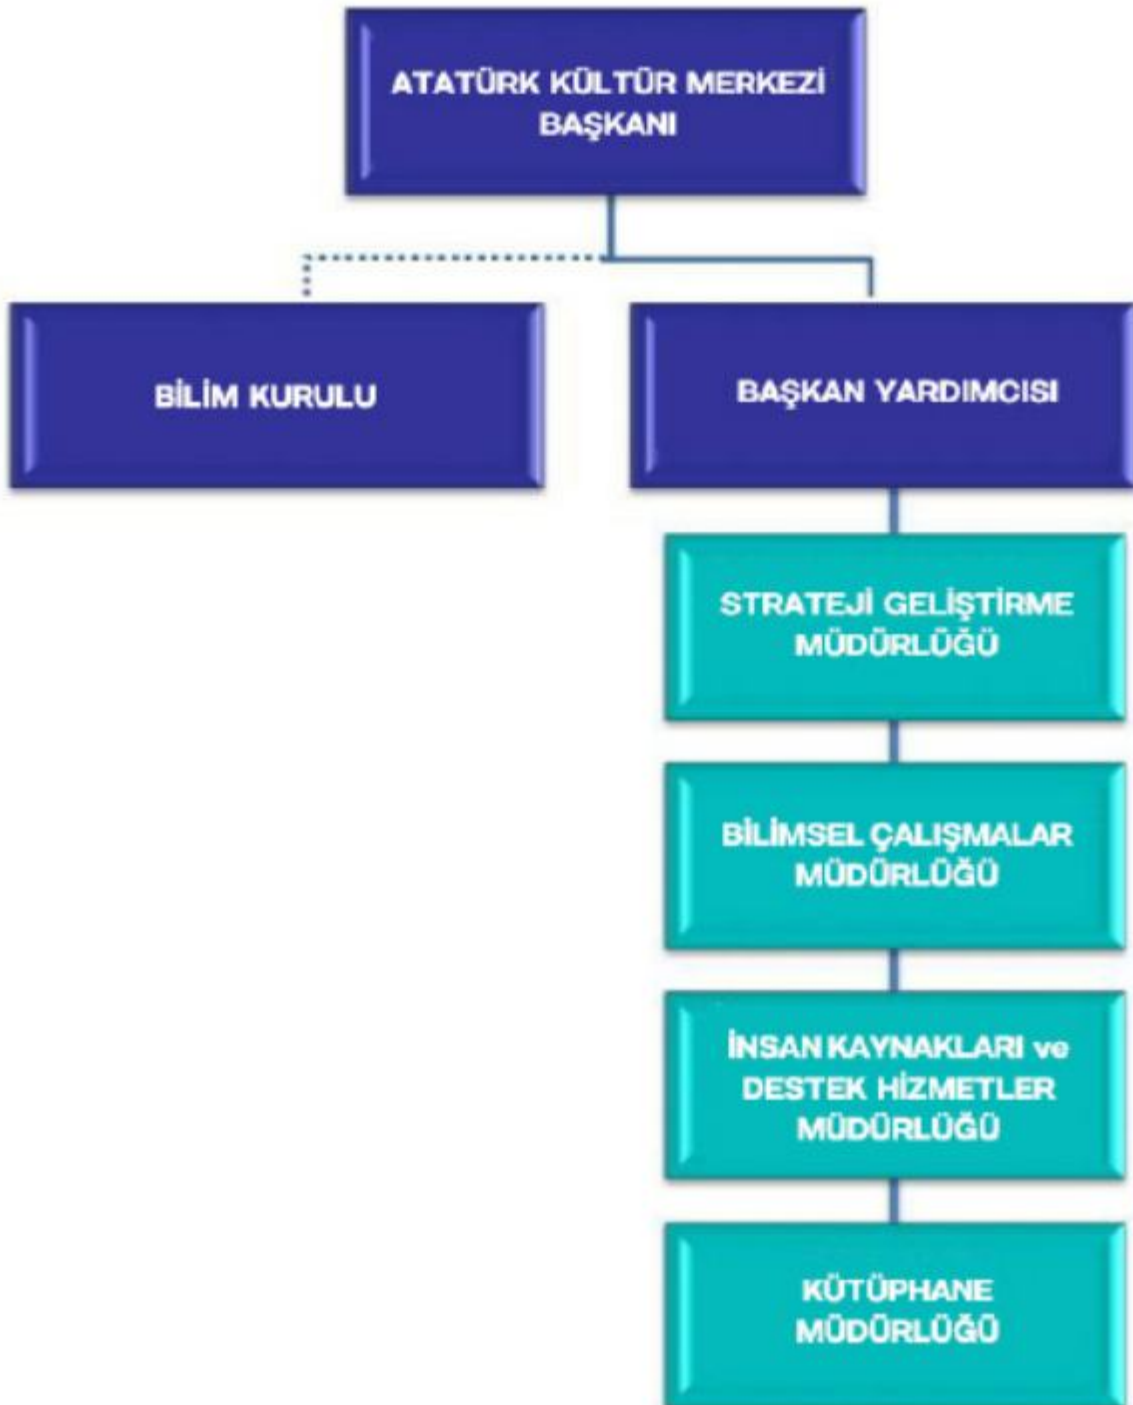 ATATÜRK KÜLTÜR MERKEZİ
BAŞKANI
BİLİM KURULU
BAŞKAN YARDIMCISI
STRATEJİ GELİŞTİRME
MÜDÜRLÜĞÜ
BİLİMSEL ÇALIŞMALAR
MÜDÜRLÜĞÜ
İNSAN KAYNAKLARI ve
DESTEK HİZMETLER
MÜDÜRLÜĞÜ
KÜTÜPHANE
MÜDÜRLÜĞÜ